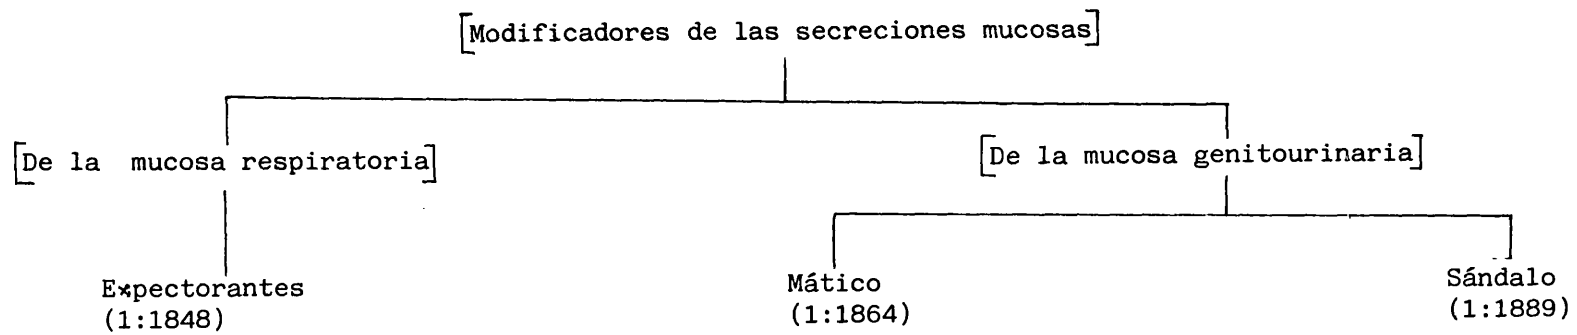 [Modificadores de las secreciones mucosas]
[De la mucosa respiratoria]
[De la mucosa genitourinaria]
Expectorantes
(1:1848)
Mático
(1:1864)
Sándalo
(1:1889)